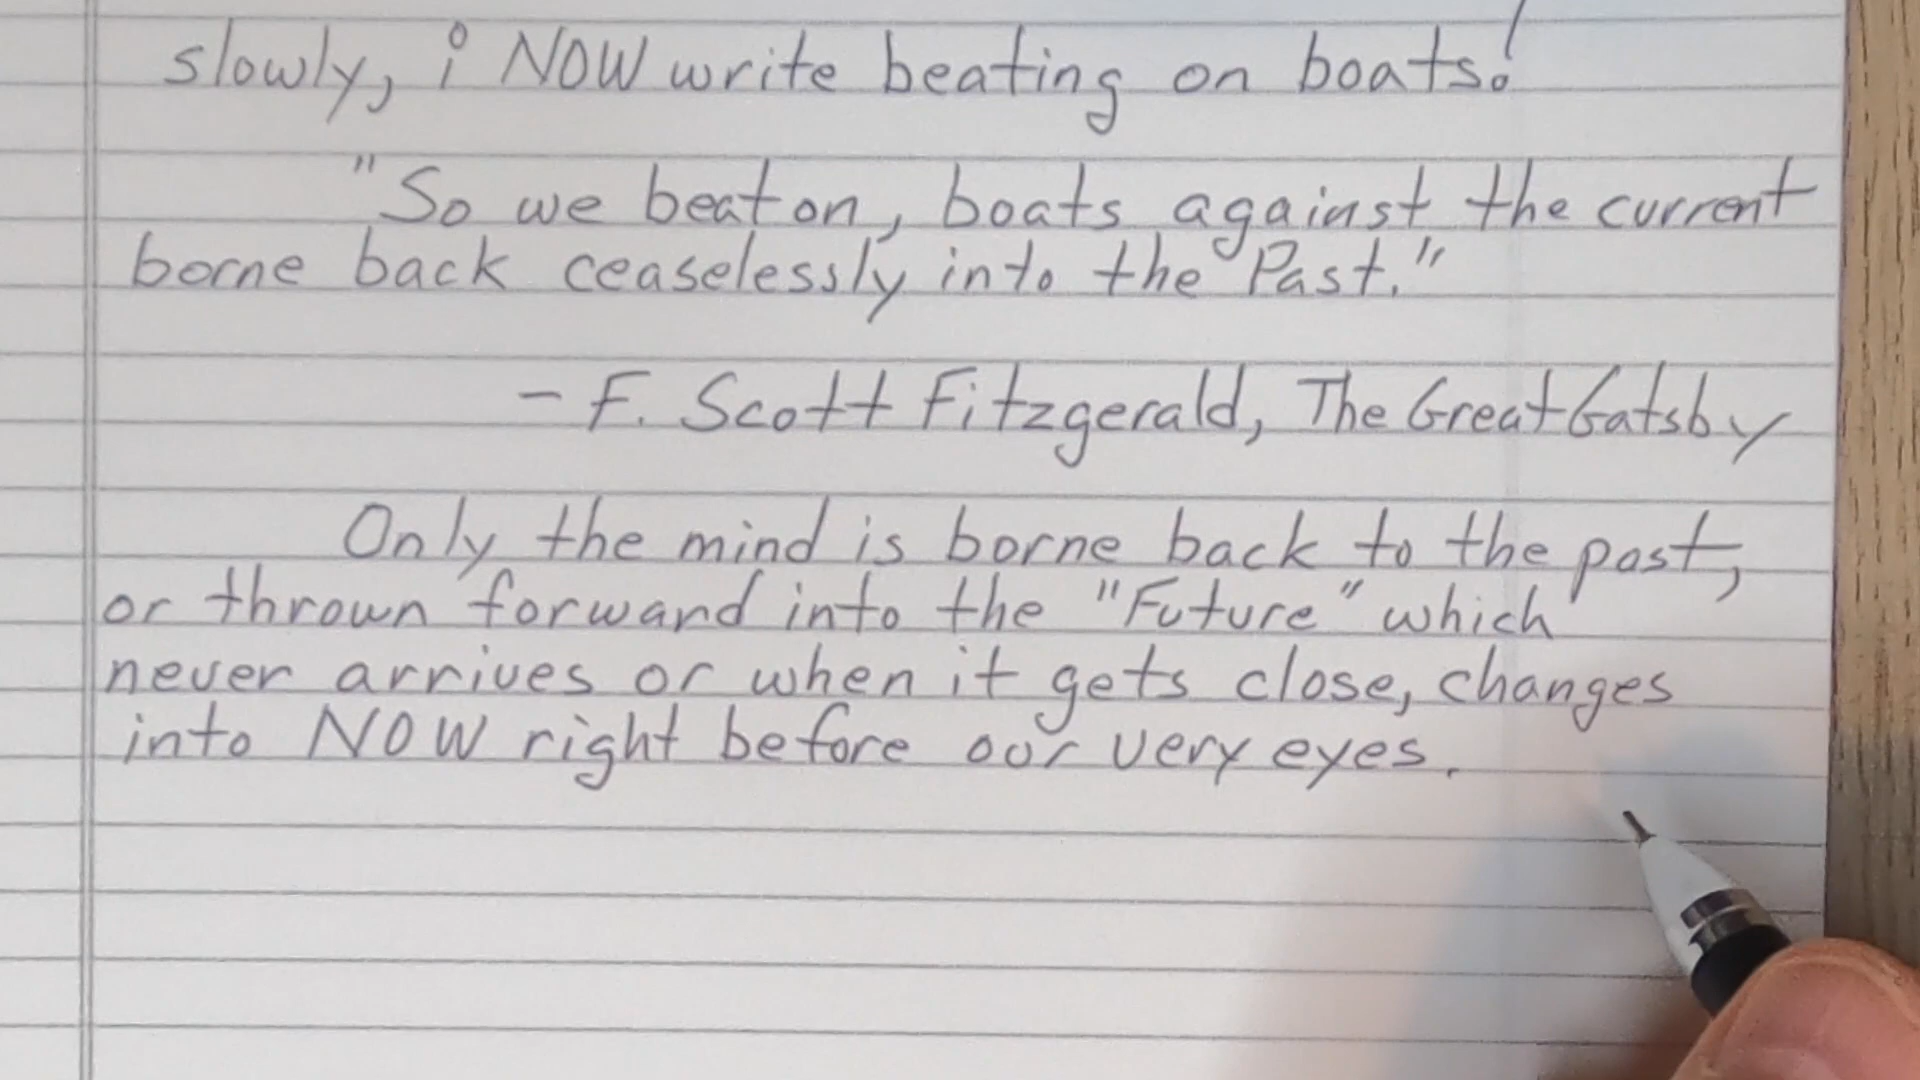 slowly, i NOW write beating on boats!
"So we beat on, boats against the current
borne back ceaselessly into the Past."
- F. Scott Fitzgerald, The Great Gatsby
Only the mind is borne back to the past,
or thrown forward into the "Future" which
never arrives or when it gets close, changes
into NOW right before our very eyes.